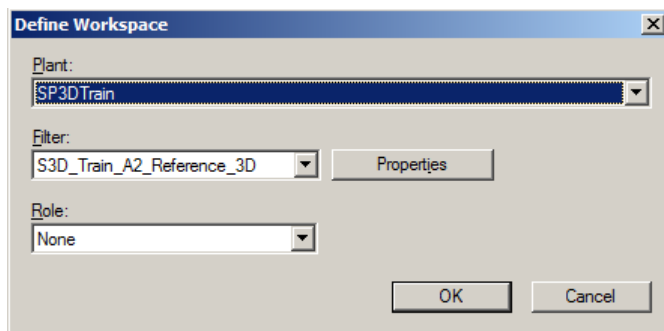 Define Workspace
Plant:
SP3DTrain
Filter:
S3D_Train_A2_Reference_3D
Properties
Role:
None
OK Cancel